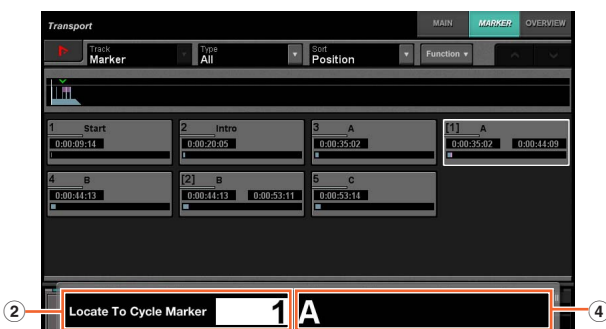 Transport
MAIN MARKER OVERVIEW
Track Type Sort
Marker All Position Function
1 Start
0:00:09:14
2 Intro
0:00:20:05
3 A
0:00:35:02
[1] A
0:00:35:02 0:00:44:09
4 B
0:00:44:13
[2] B
0:00:44:13 0:00:53:11
5 C
0:00:53:14
2 Locate To Cycle Marker 1 A 4